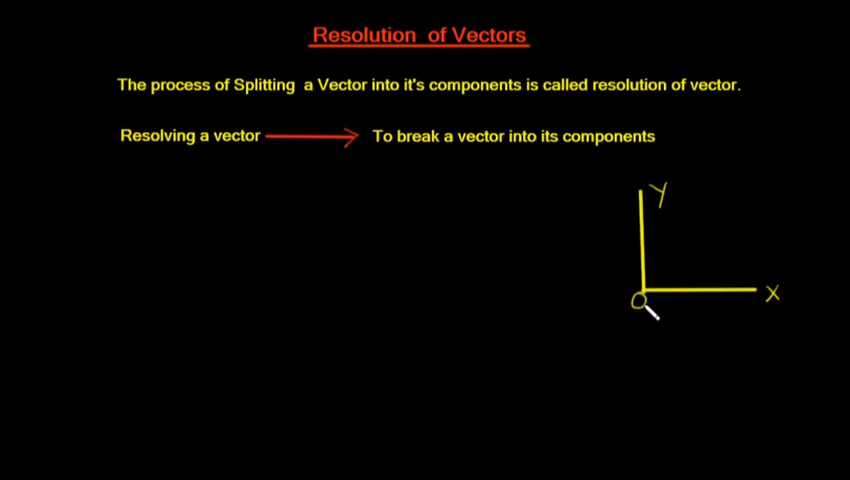 Resolution of Vectors
The process of Splitting a Vector into it's components is called resolution of vector.
Resolving a vector To break a vector into its components
Y
O X